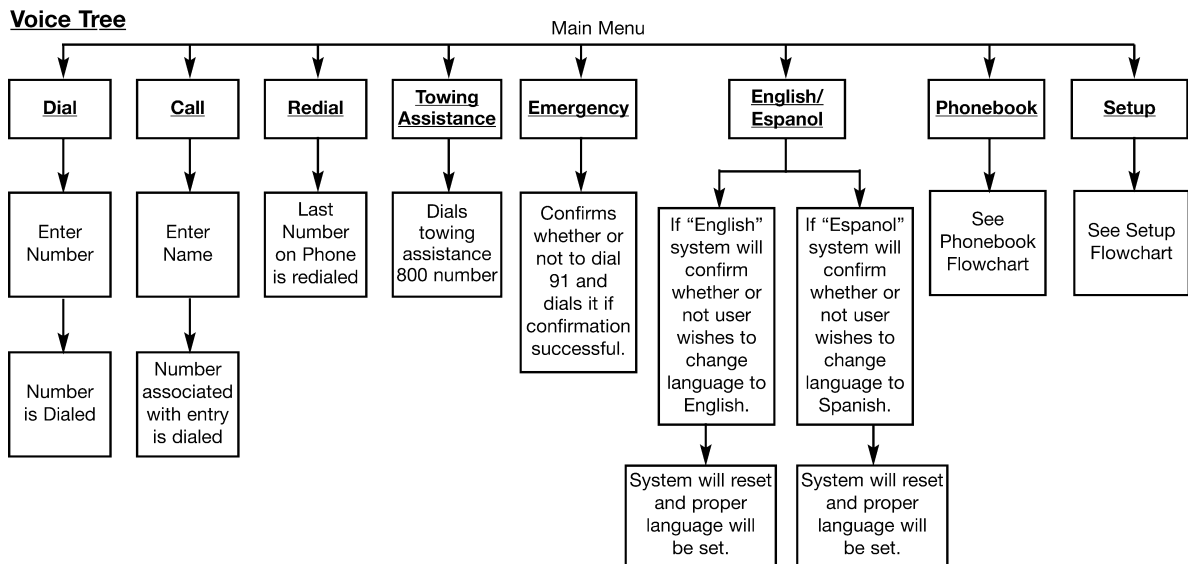 Voice Tree
Main Menu
Dial
Call
Redial
Towing
Assistance
Emergency
English/
Espanol
Phonebook
Setup
Enter
Number
Enter
Name
Last
Number
on Phone
is redialed
Dials
towing
assistance
800 number
Confirms
whether or
not to dial
91 and
dials it if
confirmation
successful.
If “English”
system will
confirm
whether or
not user
wishes to
change
language to
English.
If “Espanol”
system will
confirm
whether or
not user
wishes to
change
language to
Spanish.
See
Phonebook
Flowchart
See Setup
Flowchart
Number
is Dialed
Number
associated
with entry
is dialed
System will reset
and proper
language will
be set.
System will reset
and proper
language will
be set.